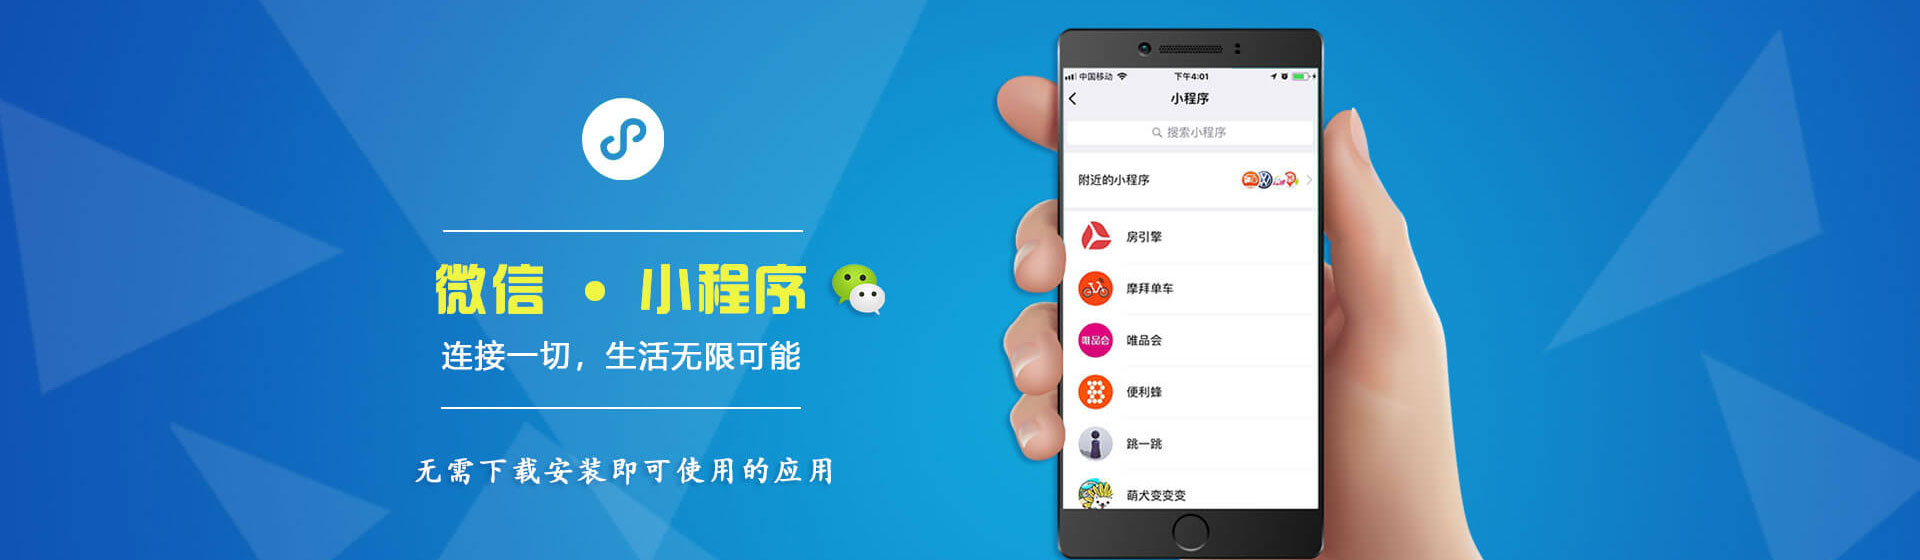 微信 • 小程序
连接一切，生活无限可能
无需下载安装即可使用的应用
中国移动 下午4:01
小程序
搜索小程序
附近的小程序
房引擎
摩拜单车
唯品会 唯品会
便利蜂
跳一跳
萌犬变变变